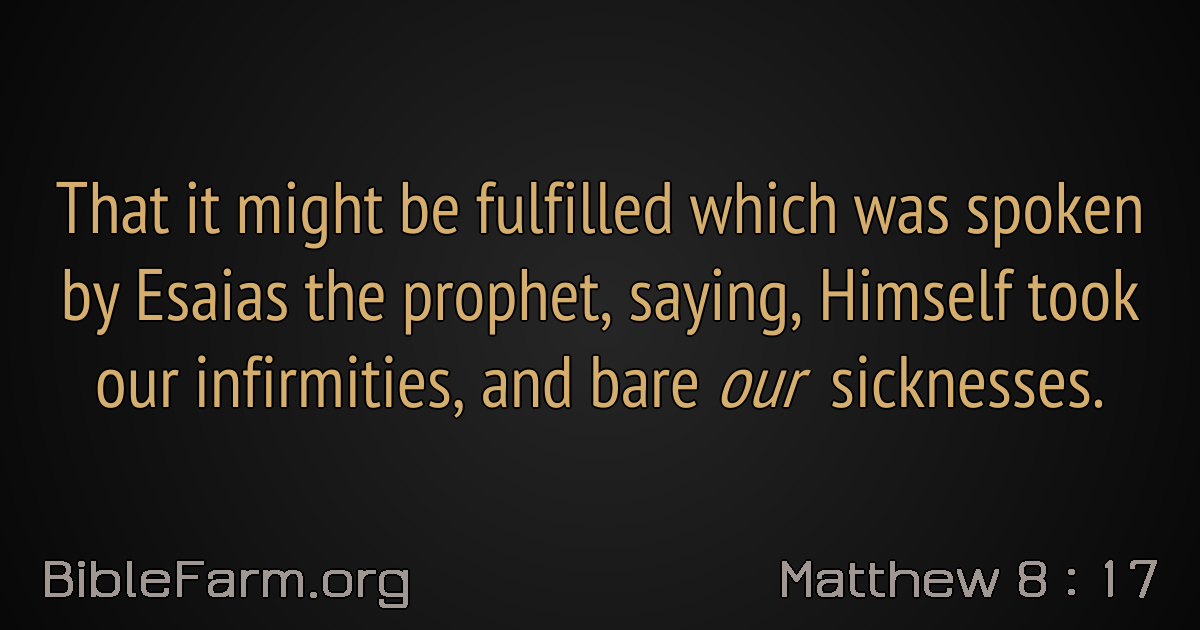 That it might be fulfilled which was spoken
by Esaias the prophet, saying, Himself took
our infirmities, and bare our sicknesses.
BibleFarm.org
Matthew 8 : 17